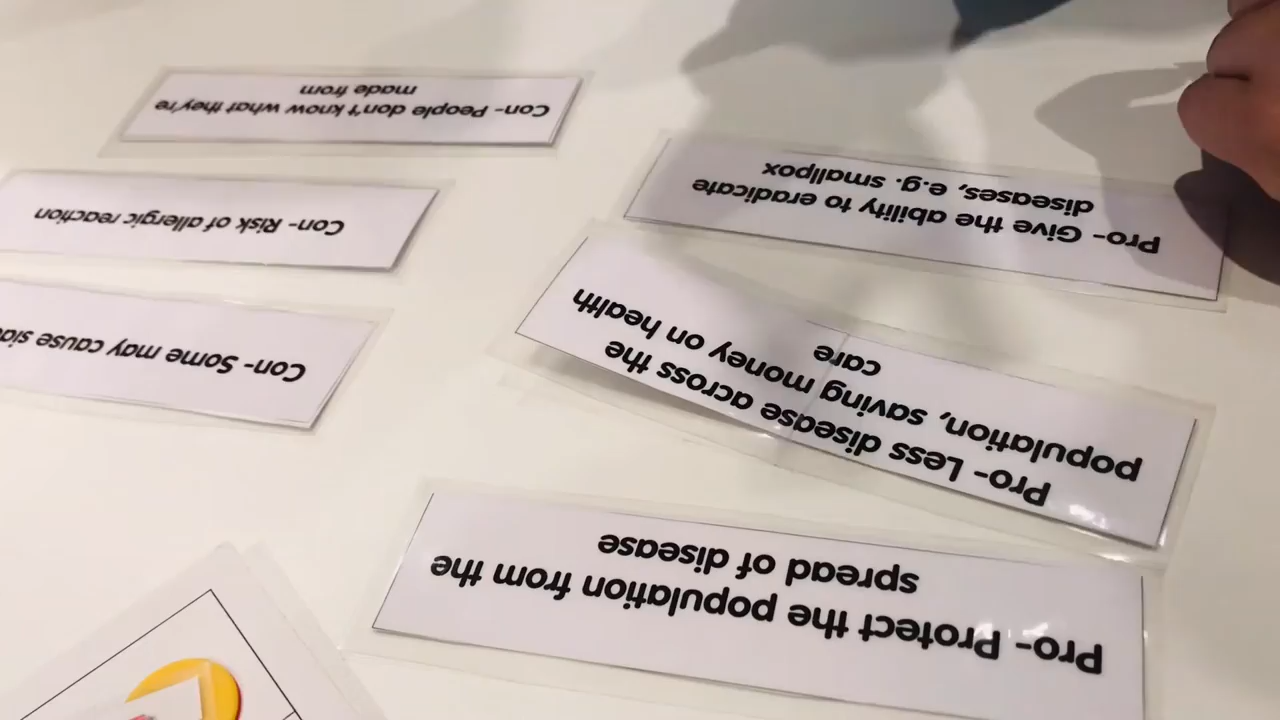 Pro- Protect the population from the
spread of disease
Pro- Less disease across the
population, saving money on health
care
Pro- Give the ability to eradicate
diseases, e.g. smallpox
Con- Some may cause
Con- Risk of allergic reaction
Con- People don't know what they're
made from